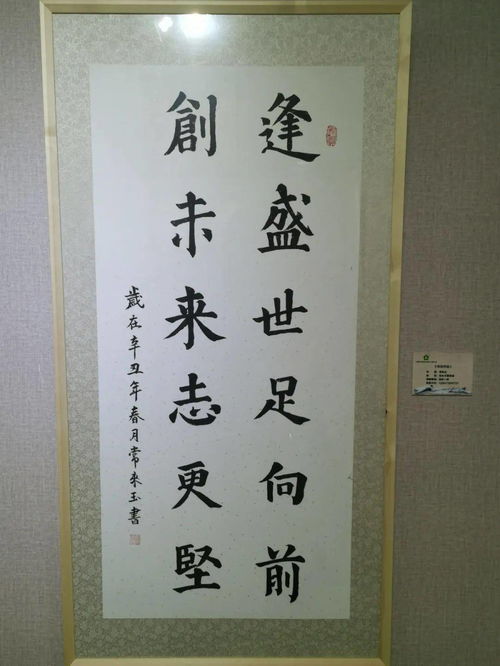 逢盛世足向前
創未来志更堅
歲在辛丑年春月常來玉書